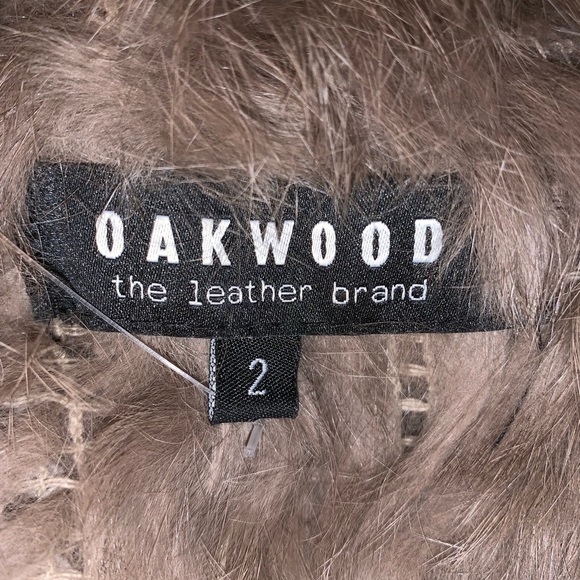 OAKWOOD
the leather brand
2